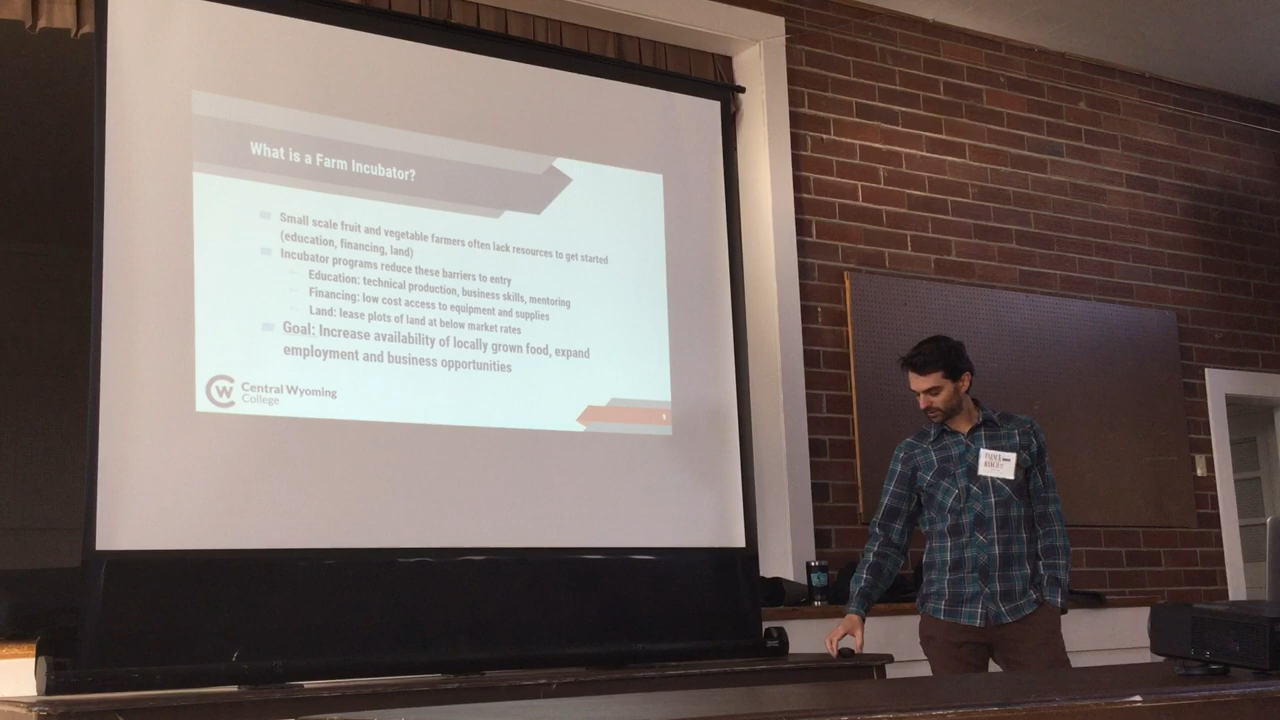 What is a Farm Incubator?
Small scale fruit and vegetable farmers often lack resources to get started
(education, financing, land)
Incubator programs reduce these barriers to entry
Education: technical production, business skills, mentoring
Financing: low cost access to equipment and supplies
Land: lease plots of land at below market rates
Goal: Increase availability of locally grown food, expand
employment and business opportunities
CW
Central Wyoming
College